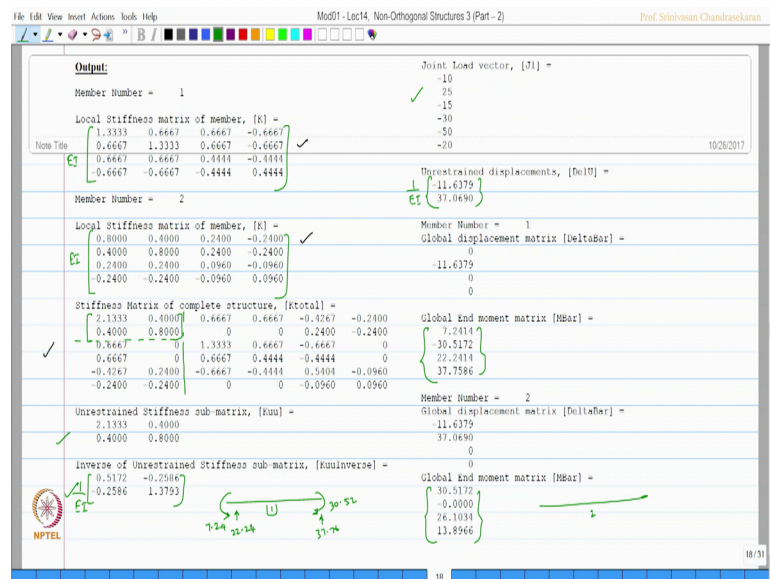 File Edit View Insert Actions Tools Help
Mod01 - Lec14, Non-Orthogonal Structures 3 (Part – 2)
Prof. Srinivasan Chandrasekaran
B I
Note Title
10/26/2017
Output:
Member Number = 1
Local Stiffness matrix of member, [K] =
1.3333 0.6667 0.6667 -0.6667
0.6667 1.3333 0.6667 -0.6667
EI
0.6667 0.6667 0.4444 -0.4444
-0.6667 -0.6667 -0.4444 0.4444
Member Number = 2
Local Stiffness matrix of member, [K] =
0.8000 0.4000 0.2400 -0.2400
EI
0.4000 0.8000 0.2400 -0.2400
0.2400 0.2400 0.0960 -0.0960
-0.2400 -0.2400 -0.0960 0.0960
Stiffness Matrix of complete structure, [Ktotal] =
2.1333 0.4000 0.6667 0.6667 -0.4267 -0.2400
0.4000 0.8000 0 0 0.2400 -0.2400
0.6667 0 1.3333 0.6667 -0.6667 0
0.6667 0 0.6667 0.4444 -0.4444 0
-0.4267 0.2400 -0.6667 -0.4444 0.5404 -0.0960
-0.2400 -0.2400 0 0 -0.0960 0.0960
Unrestrained Stiffness sub-matrix, [Kuu] =
2.1333 0.4000
0.4000 0.8000
Inverse of Unrestrained Stiffness sub-matrix, [KuuInverse] =
0.5172 -0.2586
1
EI
-0.2586 1.3793
7.24
22.24
1
30.52
37.76
Joint Load vector, [Jl] =
-10
25
-15
-30
-50
-20
Unrestrained displacements, [DelU] =
1
EI
-11.6379
37.0690
Member Number = 1
Global displacement matrix [DeltaBar] =
0
-11.6379
0
0
Global End moment matrix [MBar] =
7.2414
-30.5172
22.2414
37.7586
Member Number = 2
Global displacement matrix [DeltaBar] =
-11.6379
37.0690
0
0
Global End moment matrix [MBar] =
30.5172
-0.0000
26.1034
13.8966
2
NPTEL
18/31
18